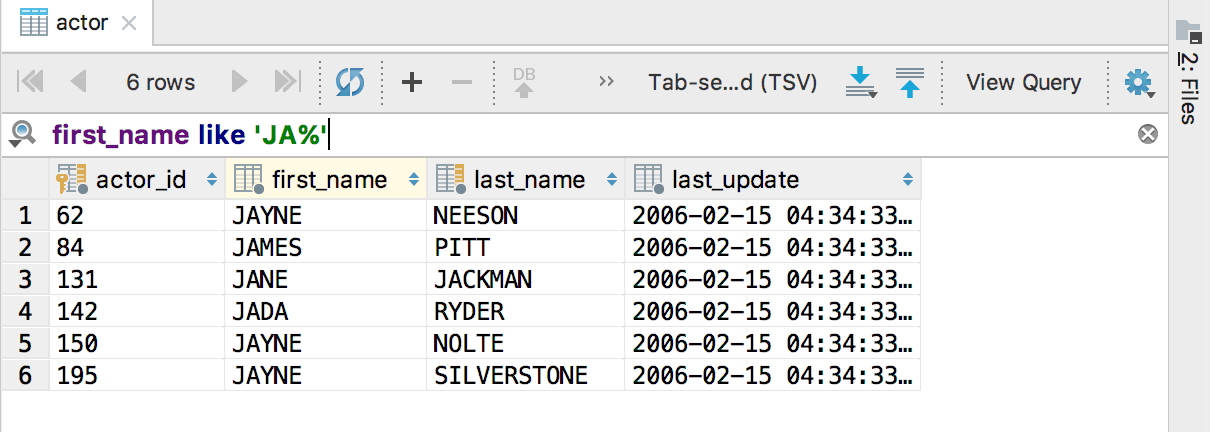 actor
6 rows DB Tab-se...d (TSV) View Query
2: Files
first_name like 'JA%'
actor_id first_name last_name last_update
1 62 JAYNE NEESON 2006-02-15 04:34:33…
2 84 JAMES PITT 2006-02-15 04:34:33…
3 131 JANE JACKMAN 2006-02-15 04:34:33…
4 142 JADA RYDER 2006-02-15 04:34:33…
5 150 JAYNE NOLTE 2006-02-15 04:34:33…
6 195 JAYNE SILVERSTONE 2006-02-15 04:34:33…